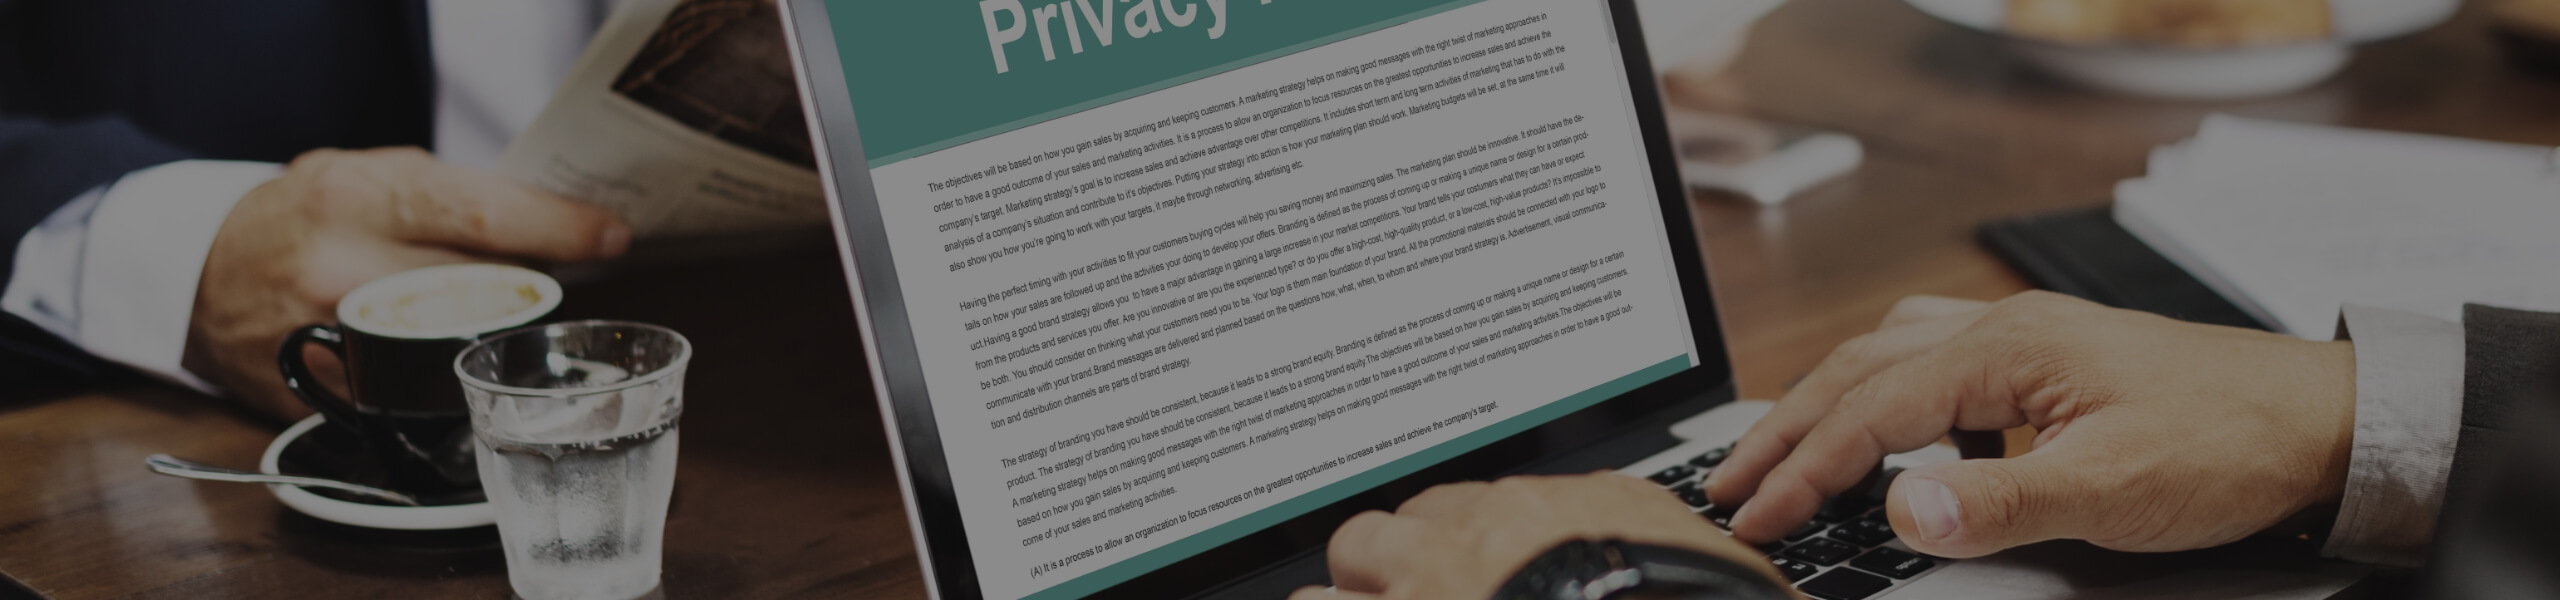 Privacy
The objectives will be based on how you gain sales by acquiring and keeping customers. A marketing strategy helps on making good messages with the right twist of marketing approaches in
order to have a good outcome of your sales and marketing activities. It is a process to allow an organization to focus resources on the greatest opportunities to increase sales and achieve the
company's target. Marketing strategy's goal is to increase sales and achieve advantage over other competitions. It includes short term and long term activities of marketing that has to do with the
analysis of a company's situation and contribute to it's objectives. Putting your strategy into action is how your marketing plan should work. Marketing budgets will be set, at the same time it will
also show you how you're going to work with your targets, it maybe through networking, advertising etc.
Having the perfect timing with your activities to fit your customers buying cycles will help you saving money and maximizing sales. The marketing plan should be innovative. It should have the de-
tails on how your sales are followed up and the activities your doing to develop your offers. Branding is defined as the process of coming up or making a unique name or design for a certain prod-
uct.Having a good brand strategy allows you to have a major advantage in gaining a large increase in your market competitions. Your brand tells your costumers what they can have or expect
from the products and services you offer. Are you innovative or are you the experienced type? or do you offer a high-cost, high-quality product, or a low-cost, high-value products? It's impossible to
be both. You should consider on thinking what your customers need you to be. Your logo is them main foundation of your brand. All the promotional materials should be connected with your logo to
communicate with your brand.Brand messages are delivered and planned based on the questions how, what, when, to whom and where your brand strategy is. Advertisement, visual communica-
tion and distribution channels are parts of brand strategy.
The strategy of branding you have should be consistent, because it leads to a strong brand equity. Branding is defined as the process of coming up or making a unique name or design for a certain
product. The strategy of branding you have should be consistent, because it leads to a strong brand equity.The objectives will be based on how you gain sales by acquiring and keeping customers.
A marketing strategy helps on making good messages with the right twist of marketing approaches in order to have a good outcome of your sales and marketing activities.The objectives will be
based on how you gain sales by acquiring and keeping customers. A marketing strategy helps on making good messages with the right twist of marketing approaches in order to have a good out-
come of your sales and marketing activities.
(A) It is a process to allow an organization to focus resources on the greatest opportunities to increase sales and achieve the company's target.
option